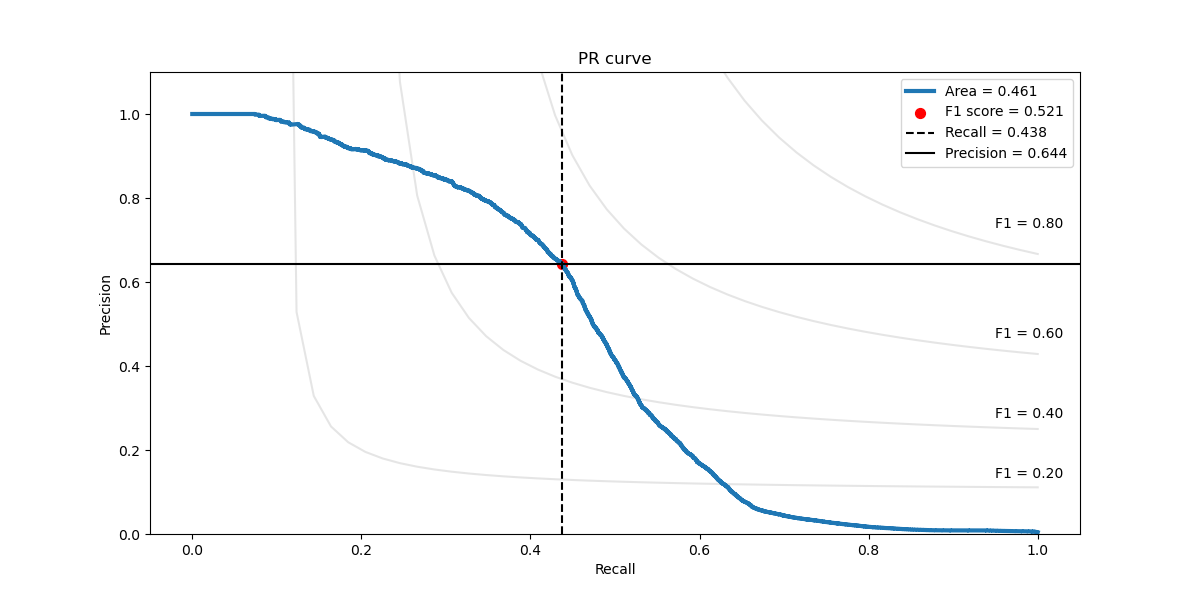 PR curve
Area = 0.461
F1 score = 0.521
Recall = 0.438
Precision = 0.644
F1 = 0.80
F1 = 0.60
F1 = 0.40
F1 = 0.20
Precision
1.0
0.8
0.6
0.4
0.2
0.0
0.0 0.2 0.4 0.6 0.8 1.0
Recall